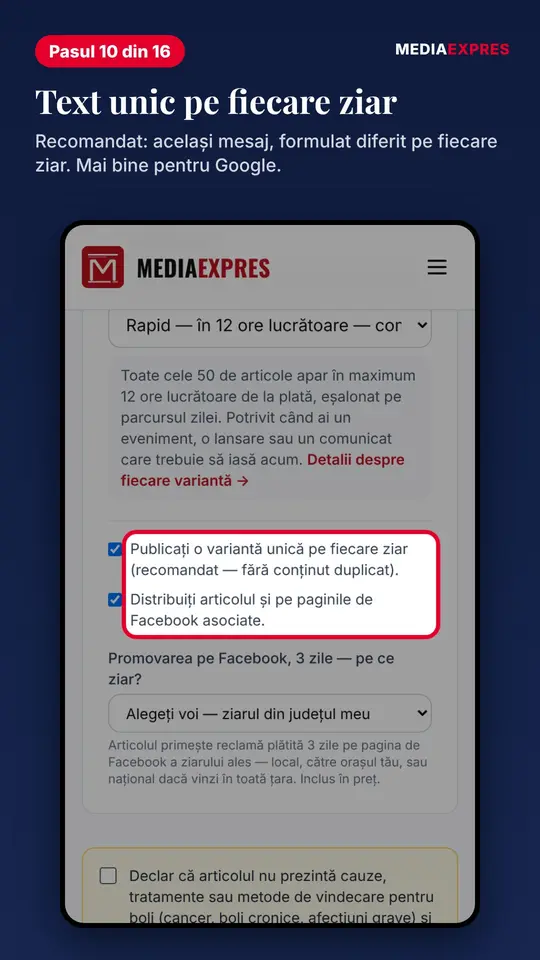 Pasul 10 din 16
MEDIAEXPRES
Text unic pe fiecare ziar
Recomandat: același mesaj, formulat diferit pe fiecare
ziar. Mai bine pentru Google.
M
MEDIAEXPRES
Rapid — în 12 ore lucrătoare — cor
Toate cele 50 de articole apar în maximum
12 ore lucrătoare de la plată, eșalonat pe
parcursul zilei. Potrivit când ai un
eveniment, o lansare sau un comunicat
care trebuie să iasă acum. Detalii despre
fiecare variantă →
Publicați o variantă unică pe fiecare ziar
(recomandat — fără conținut duplicat).
Distribuiți articolul și pe paginile de
Facebook asociate.
Promovarea pe Facebook, 3 zile — pe ce
ziar?
Alegeți voi — ziarul din județul meu
Articolul primește reclamă plătită 3 zile pe pagina de
Facebook a ziarului ales — local, către orașul tău, sau
național dacă vinzi în toată țara. Inclus în preț.
Declar că articolul nu prezintă cauze,
tratamente sau metode de vindecare pentru
boli (cancer, boli cronice, afecțiuni grave) și